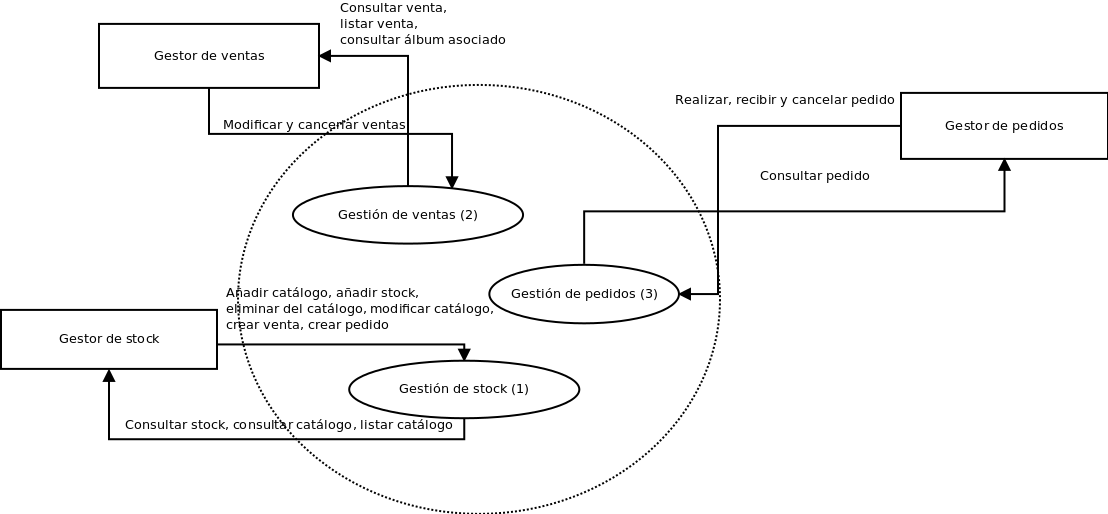 Consultar venta,
listar venta,
consultar álbum asociado
Gestor de ventas
Realizar, recibir y cancelar pedido
Modificar y cancerlar ventas
Gestor de pedidos
Consultar pedido
Gestión de ventas (2)
Añadir catálogo, añadir stock,
eliminar del catálogo, modificar catálogo,
crear venta, crear pedido
Gestión de pedidos (3)
Gestor de stock
Gestión de stock (1)
Consultar stock, consultar catálogo, listar catálogo